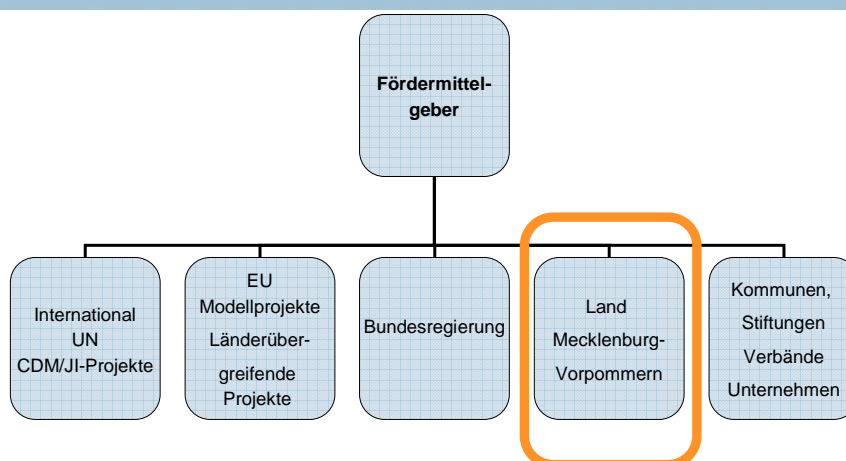 Fördermittel-
geber
International
UN
CDM/JI-Projekte
EU
Modellprojekte
Länderüber-
greifende
Projekte
Bundesregierung
Land
Mecklenburg-
Vorpommern
Kommunen,
Stiftungen
Verbände
Unternehmen